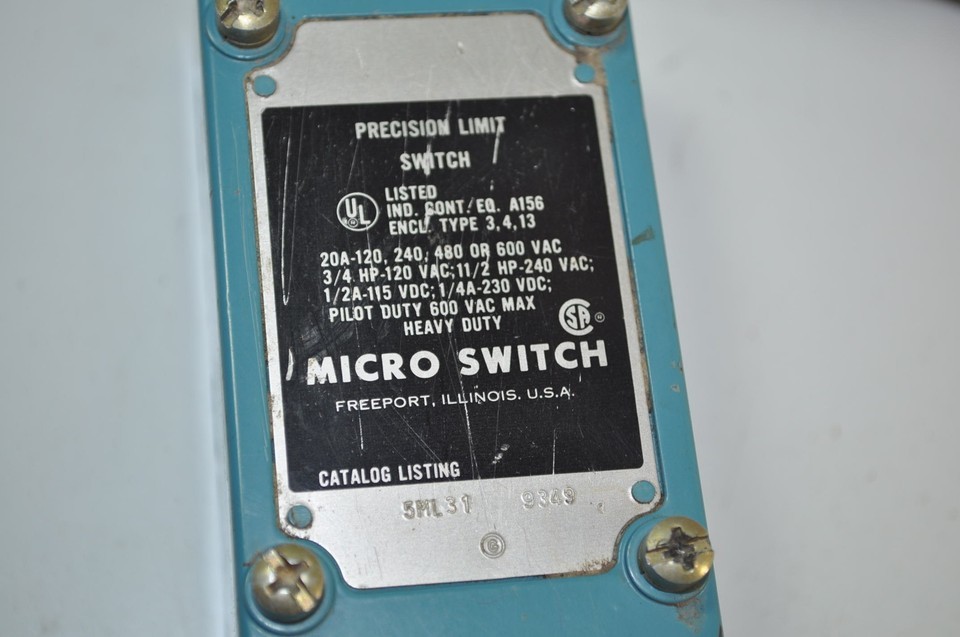 PRECISION LIMIT
SWITCH
UL
LISTED
IND. CONT. EQ. A156
ENCL. TYPE 3,4,13
20A-120, 240, 480 OR 600 VAC
3/4 HP-120 VAC; 11/2 HP-240 VAC;
1/2A-115 VDC; 1/4A-230 VDC;
PILOT DUTY 600 VAC MAX
HEAVY DUTY
SA
MICRO SWITCH
FREEPORT, ILLINOIS. U.S.A.
CATALOG LISTING
5ML31 9349